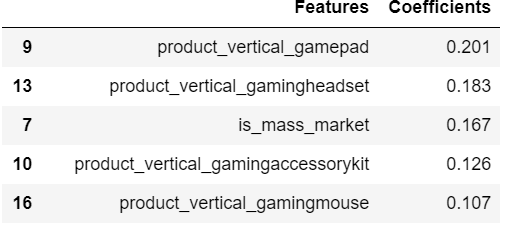 Features Coefficients
9 product_vertical_gamepad 0.201
13 product_vertical_gamingheadset 0.183
7 is_mass_market 0.167
10 product_vertical_gamingaccessorykit 0.126
16 product_vertical_gamingmouse 0.107